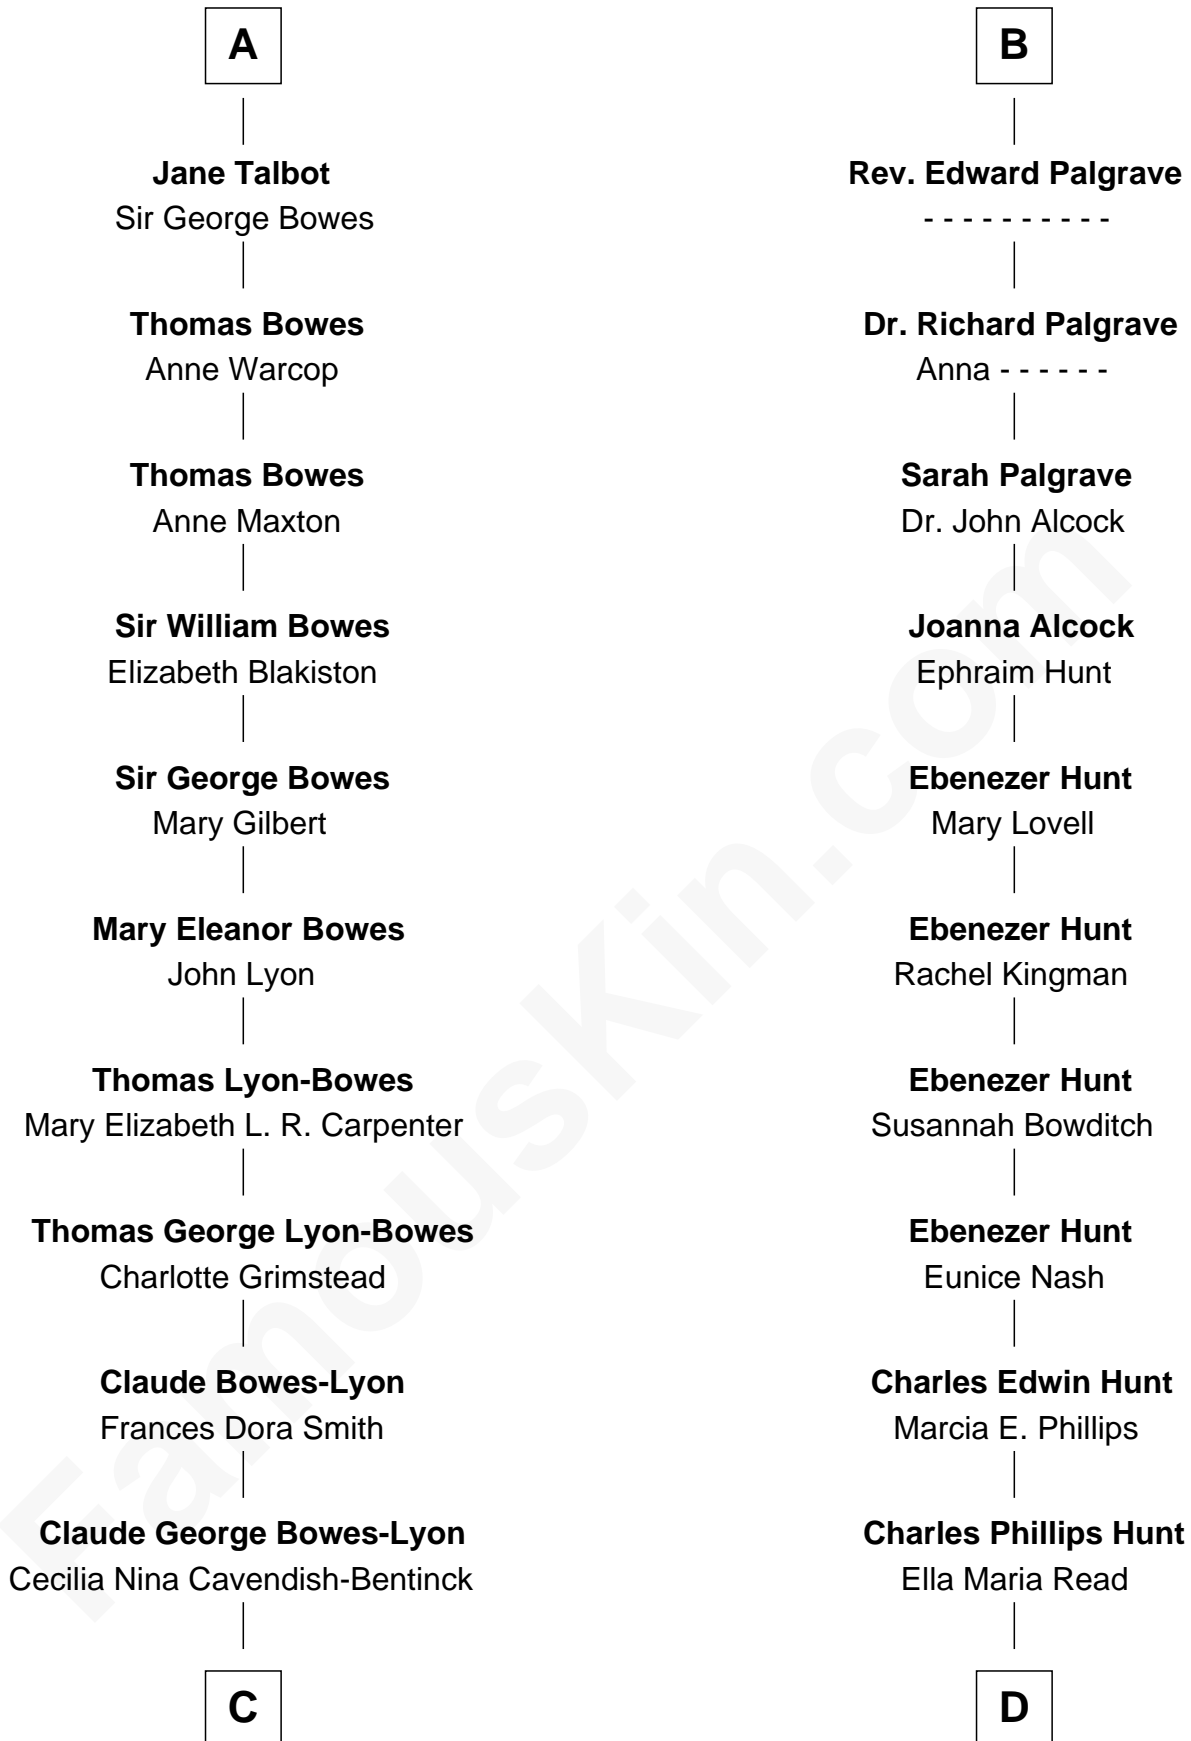 A
Jane Talbot
Sir George Bowes
Thomas Bowes
Anne Warcop
Thomas Bowes
Anne Maxton
Sir William Bowes
Elizabeth Blakiston
Sir George Bowes
Mary Gilbert
Mary Eleanor Bowes
John Lyon
Thomas Lyon-Bowes
Mary Elizabeth L. R. Carpenter
Thomas George Lyon-Bowes
Charlotte Grimstead
Claude Bowes-Lyon
Frances Dora Smith
Claude George Bowes-Lyon
Cecilia Nina Cavendish-Bentinck
C
B
Rev. Edward Palgrave
- - - - - - - - - -
Dr. Richard Palgrave
Anna - - - - - -
Sarah Palgrave
Dr. John Alcock
Joanna Alcock
Ephraim Hunt
Ebenezer Hunt
Mary Lovell
Ebenezer Hunt
Rachel Kingman
Ebenezer Hunt
Susannah Bowditch
Ebenezer Hunt
Eunice Nash
Charles Edwin Hunt
Marcia E. Phillips
Charles Phillips Hunt
Ella Maria Read
D
FamousKin.com